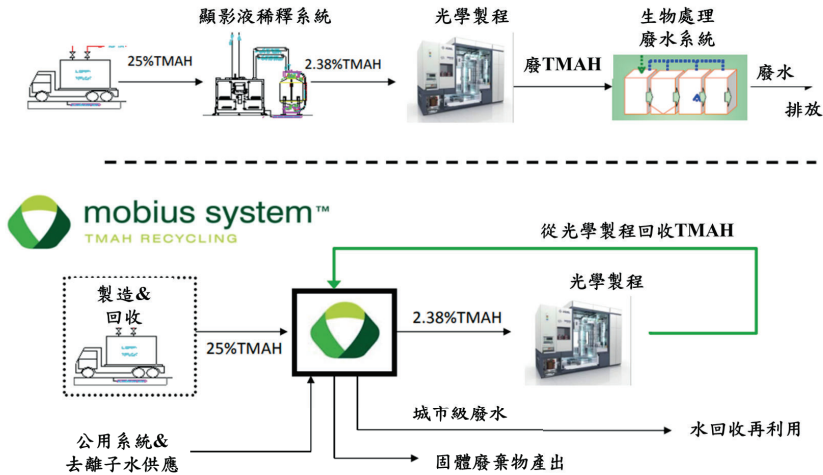 顯影液稀釋系統
光學製程
生物處理
廢水系統
25%TMAH
2.38%TMAH
廢TMAH
廢水
排放
mobius system™
TMAH RECYCLING
從光學製程回收TMAH
製造&
回收
光學製程
2.38%TMAH
25%TMAH
城市級廢水
水回收再利用
公用系統&
去離子水供應
固體廢棄物產出